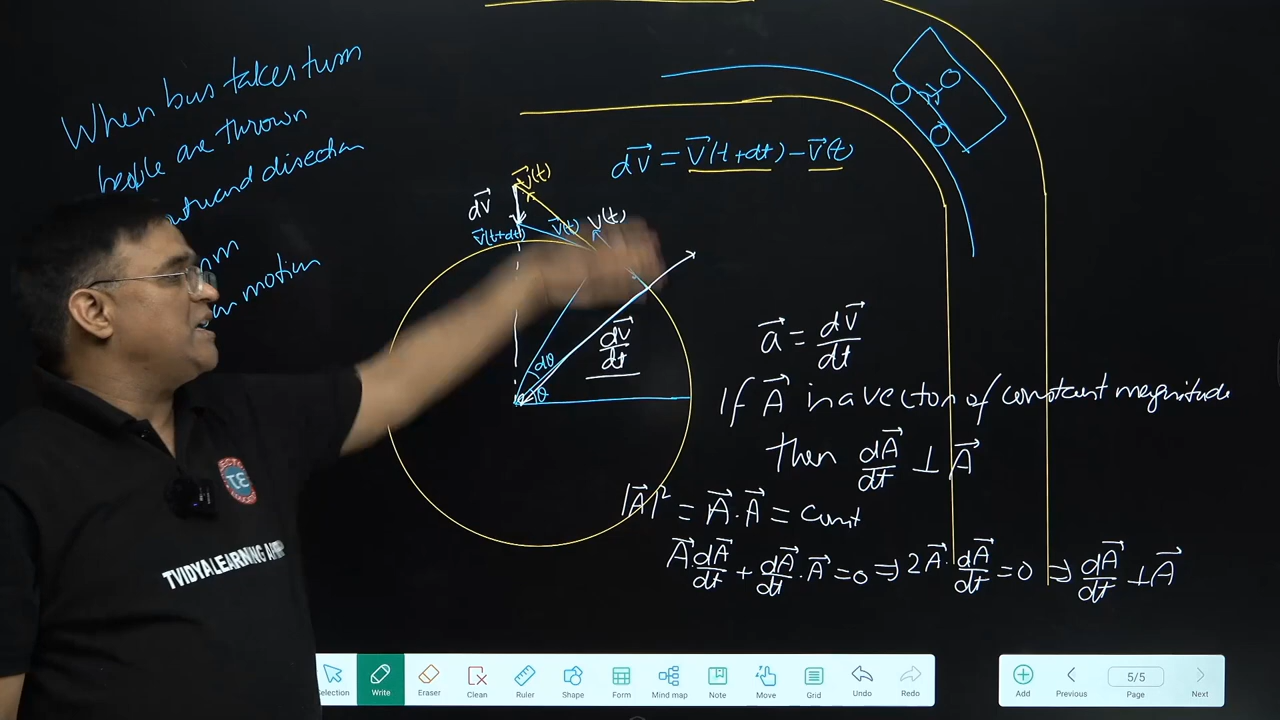 When bus takes turn
people are thrown
direction
motion
dv⃗ = v⃗(t+dt) - v⃗(t)
v⃗(t)
dv⃗
v⃗(t+dt)
v⃗(t)
v(t)
dθ
θ
dv⃗/dt
a⃗ = dv⃗/dt
If A⃗ is a vector of constant magnitude
then dA⃗/dt ⊥ A⃗
|A⃗|² = A⃗.A⃗ = const
A⃗ dA⃗/dt + dA⃗/dt . A⃗ = 0 ⇒ 2A⃗. dA⃗/dt = 0 ⇒ dA⃗/dt ⊥ A⃗
TE
TVIDYALEARNING APP
Selection
Write
Eraser
Clean
Ruler
Shape
Form
Mind map
Note
Move
Grid
Undo
Redo
Add
Previous
5/5
Page
Next